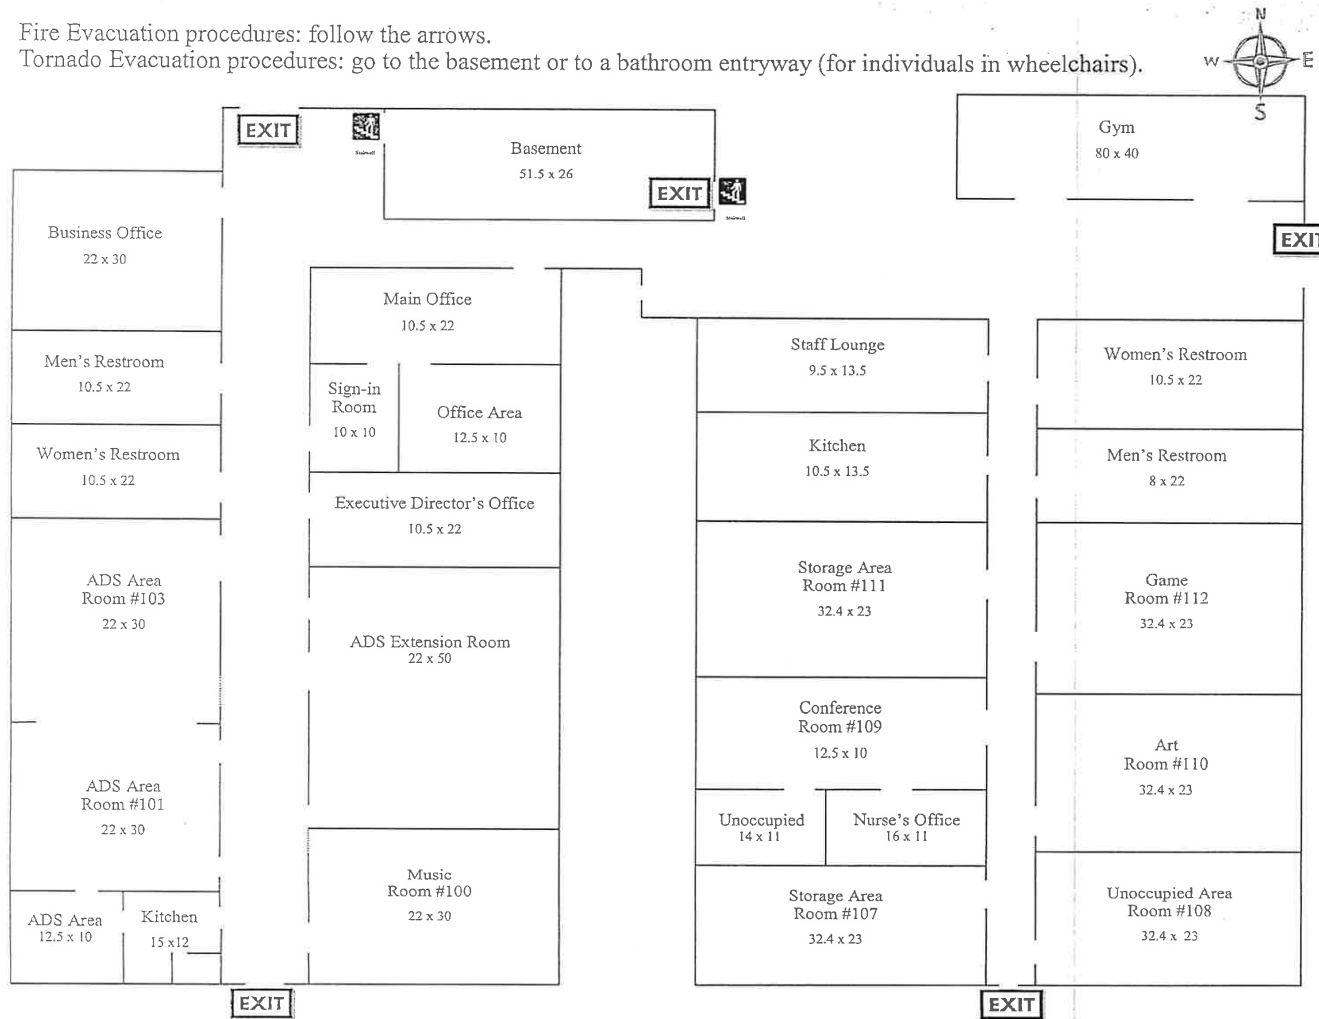 Fire Evacuation procedures: follow the arrows.
Tornado Evacuation procedures: go to the basement or to a bathroom entryway (for individuals in wheelchairs).
N
W
E
S
EXIT
Stairwell
Basement
51.5 x 26
EXIT
Stairwell
Gym
80 x 40
EXIT
Business Office
22 x 30
Men's Restroom
10.5 x 22
Women's Restroom
10.5 x 22
ADS Area
Room #103
22 x 30
ADS Area
Room #101
22 x 30
ADS Area
12.5 x 10
Kitchen
15 x12
EXIT
Main Office
10.5 x 22
Sign-in
Room
10 x 10
Office Area
12.5 x 10
Executive Director's Office
10.5 x 22
ADS Extension Room
22 x 50
Music
Room #100
22 x 30
Staff Lounge
9.5 x 13.5
Kitchen
10.5 x 13.5
Storage Area
Room #111
32.4 x 23
Conference
Room #109
12.5 x 10
Unoccupied
14 x 11
Nurse's Office
16 x 11
Storage Area
Room #107
32.4 x 23
EXIT
Women's Restroom
10.5 x 22
Men's Restroom
8 x 22
Game
Room #112
32.4 x 23
Art
Room #110
32.4 x 23
Unoccupied Area
Room #108
32.4 x 23